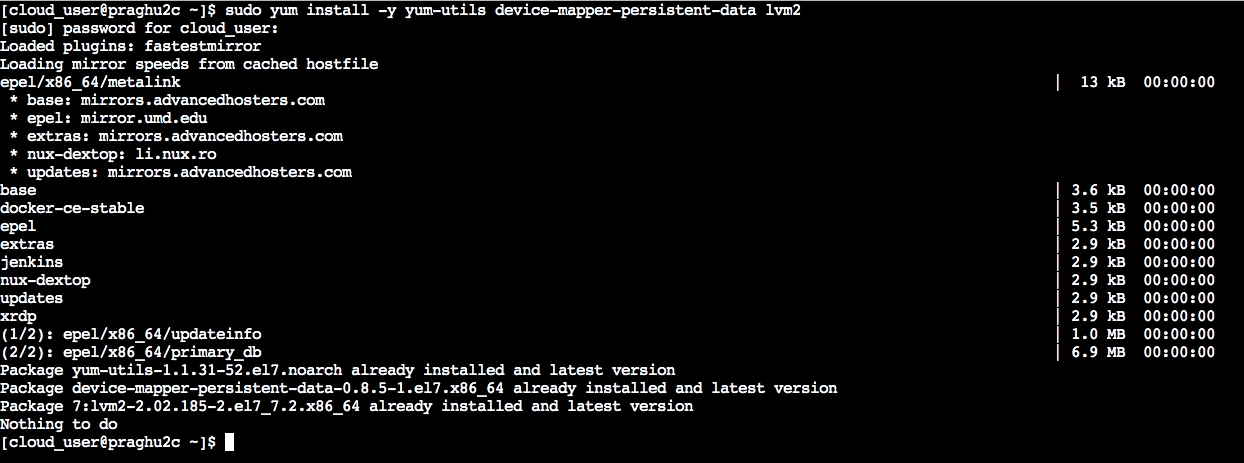 [cloud_user@praghu2c ~]$ sudo yum install -y yum-utils device-mapper-persistent-data lvm2
[sudo] password for cloud_user:
Loaded plugins: fastestmirror
Loading mirror speeds from cached hostfile
epel/x86_64/metalink | 13 kB 00:00:00
* base: mirrors.advancedhosters.com
* epel: mirror.umd.edu
* extras: mirrors.advancedhosters.com
* nux-dextop: li.nux.ro
* updates: mirrors.advancedhosters.com
base | 3.6 kB 00:00:00
docker-ce-stable | 3.5 kB 00:00:00
epel | 5.3 kB 00:00:00
extras | 2.9 kB 00:00:00
jenkins | 2.9 kB 00:00:00
nux-dextop | 2.9 kB 00:00:00
updates | 2.9 kB 00:00:00
xrdp | 2.9 kB 00:00:00
(1/2): epel/x86_64/updateinfo | 1.0 MB 00:00:00
(2/2): epel/x86_64/primary_db | 6.9 MB 00:00:00
Package yum-utils-1.1.31-52.el7.noarch already installed and latest version
Package device-mapper-persistent-data-0.8.5-1.el7.x86_64 already installed and latest version
Package 7:lvm2-2.02.185-2.el7_7.2.x86_64 already installed and latest version
Nothing to do
[cloud_user@praghu2c ~]$